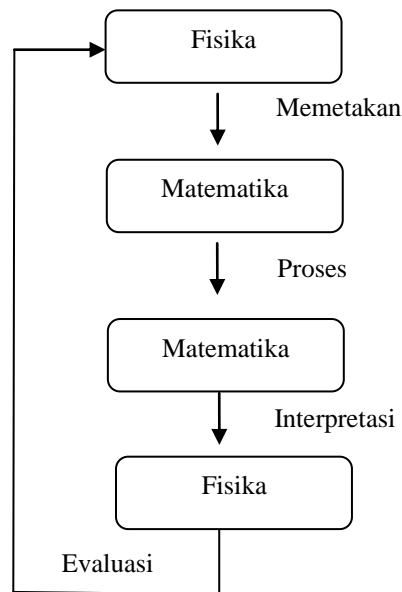 Fisika
Memetakan
Matematika
Proses
Matematika
Interpretasi
Fisika
Evaluasi